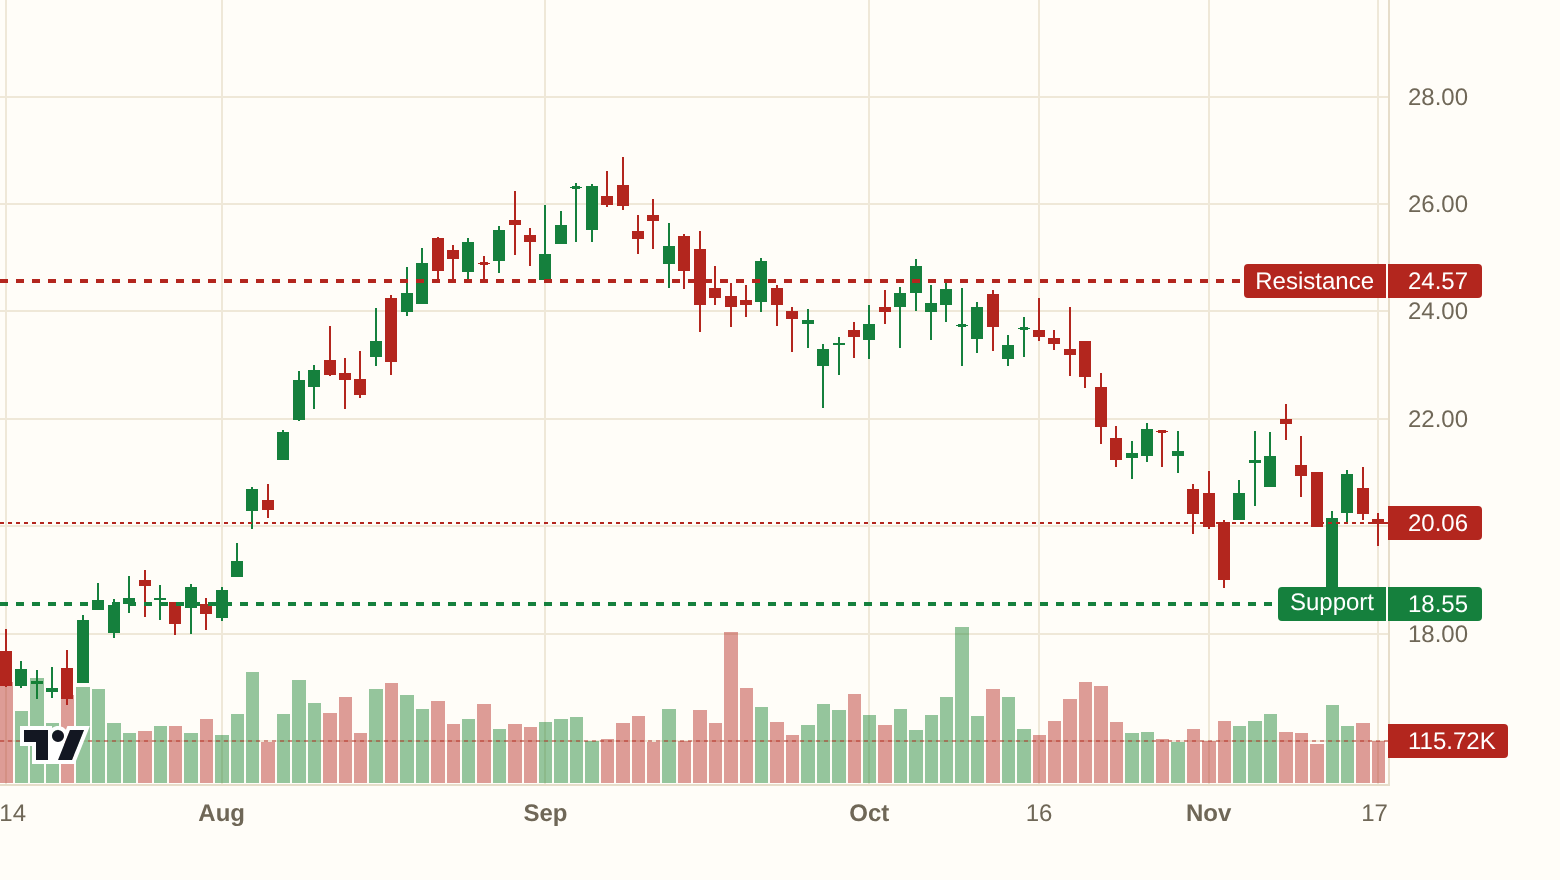 28.00
26.00
Resistance 24.57
24.00
22.00
20.06
Support 18.55
18.00
115.72K
14 Aug Sep Oct 16 Nov 17